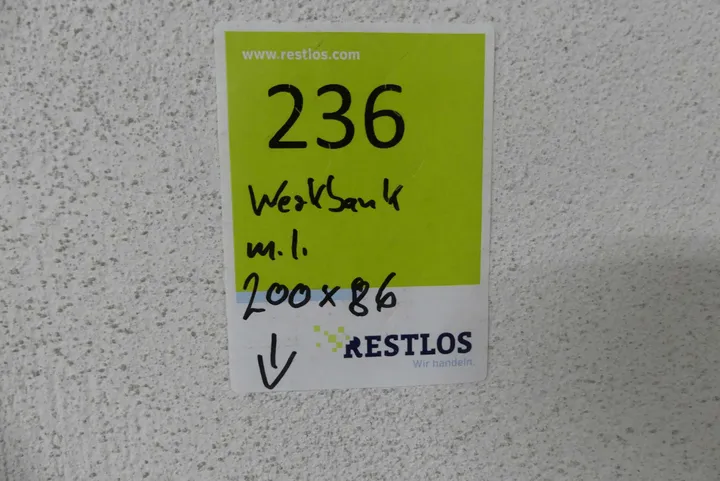 www.restlos.com
236
Werkbank
m.l.
200x86
RESTLOS
Wir handeln.